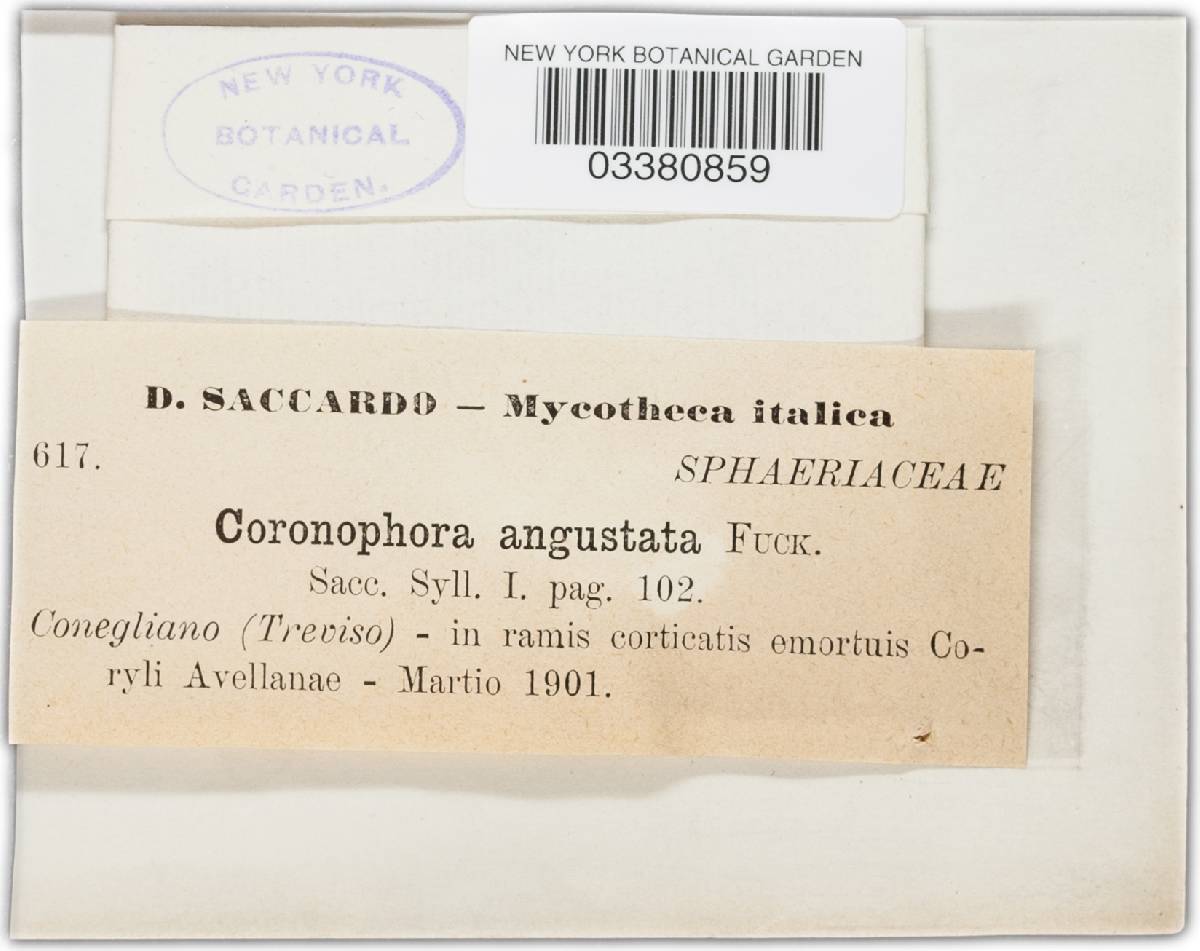 NEW YORK
BOTANICAL
GARDEN.
NEW YORK BOTANICAL GARDEN
03380859
D. SACCARDO — Mycotheca italica
617.
SPHAERIACEAE
Coronophora angustata FUCK.
Sacc. Syll. I. pag. 102.
Conegliano (Treviso) - in ramis corticatis emortuis Co-
ryli Avellanae - Martio 1901.